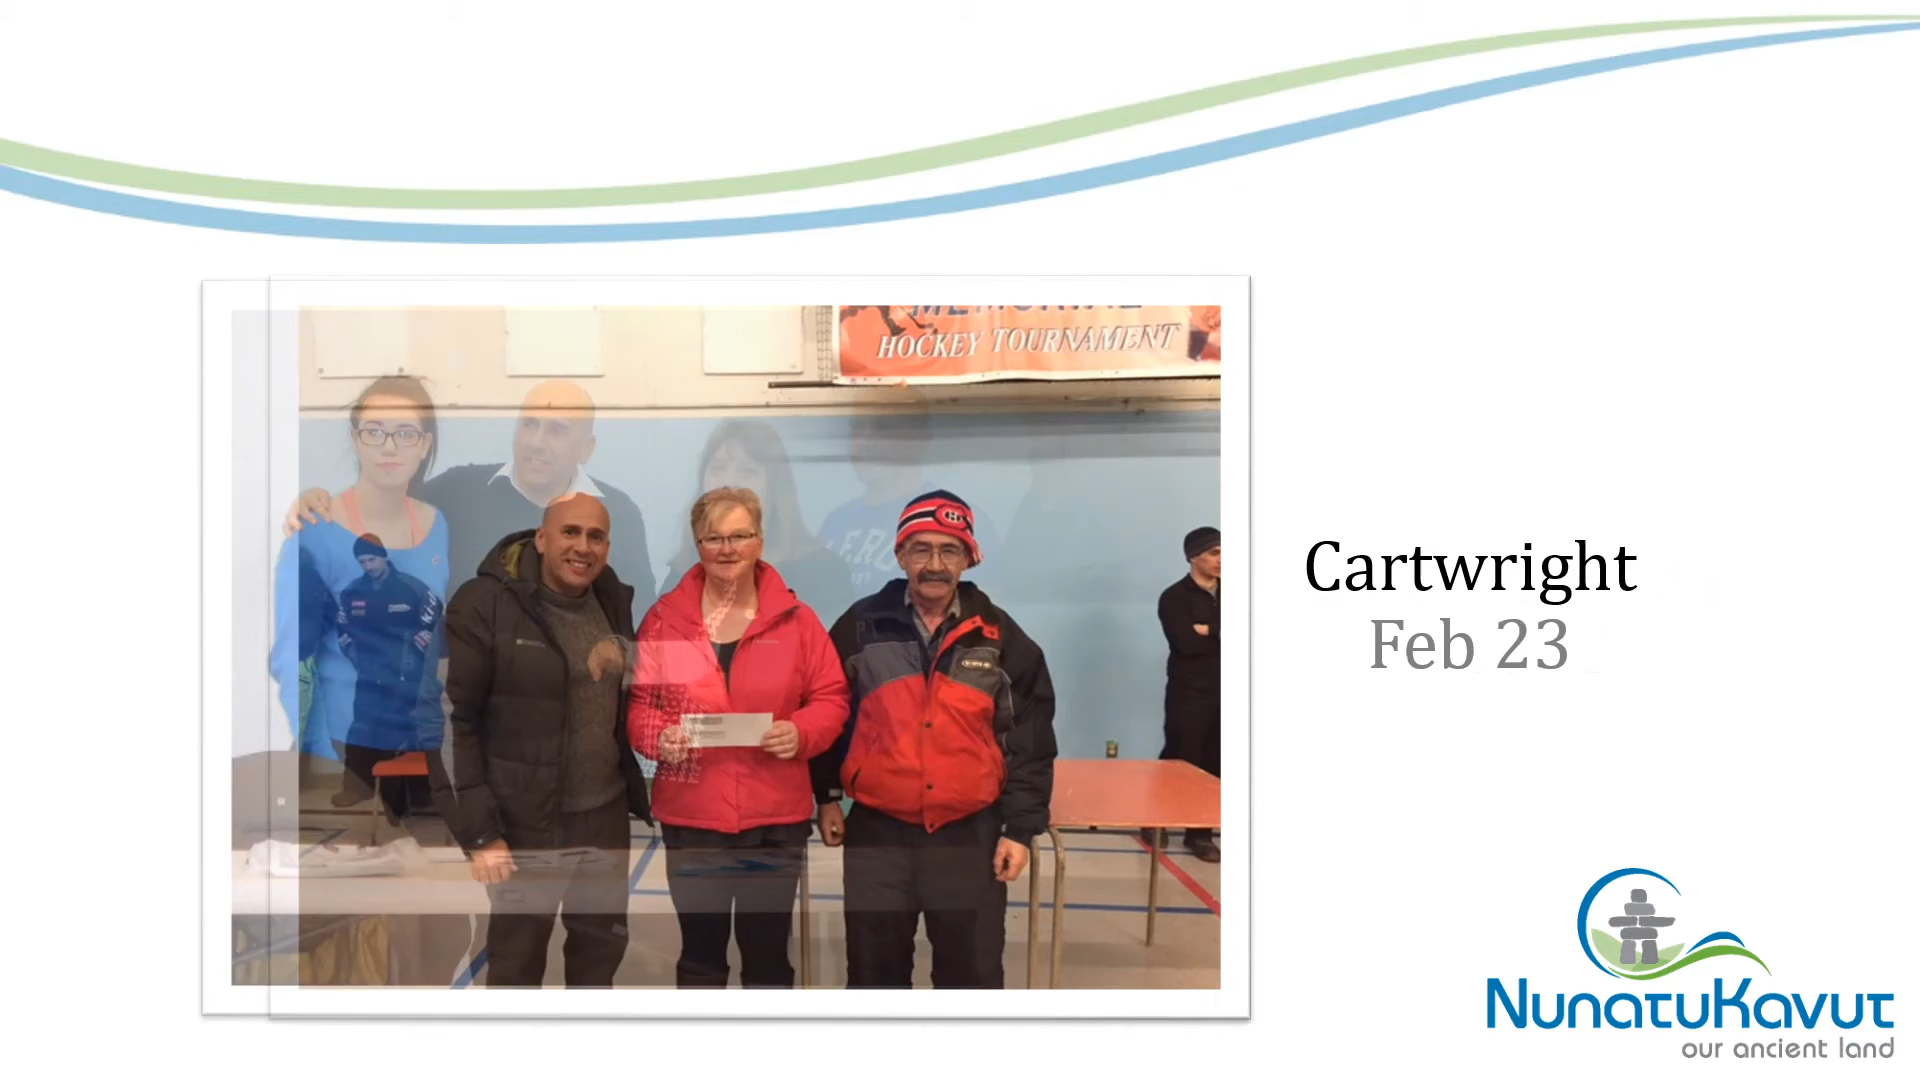 HOCKEY TOURNAMENT
Cartwright
Feb 23
NunatuKavut
our ancient land